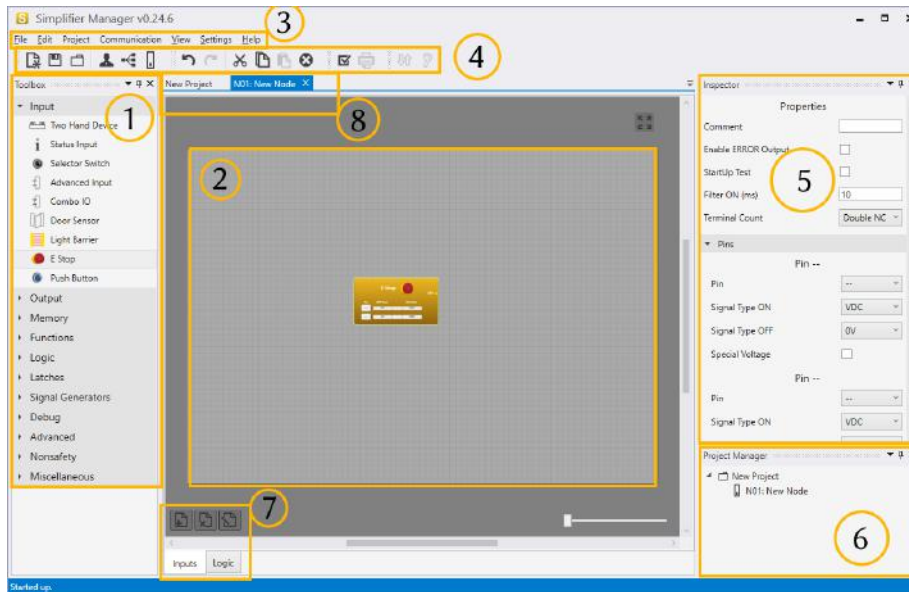 Simplifier Manager v0.24.6
3
File Edit Project Communication View Settings Help
4
Toolbox
New Project
N01: New Node
Inspector
1
8
2
5
Input
Two Hand Device
Status Input
Selector Switch
Advanced Input
Combo IO
Door Sensor
Light Barrier
E Stop
Push Button
Output
Memory
Functions
Logic
Latches
Signal Generators
Debug
Advanced
Nonsafety
Miscellaneous
E Stop
7
Inputs
Logic
Properties
Comment
Enable ERROR Output
StartUp Test
Filter ON (ms) 10
Terminal Count Double NC
Pins
Pin --
Pin --
Signal Type ON VDC
Signal Type OFF 0V
Special Voltage
Pin --
Pin --
Signal Type ON VDC
Project Manager
New Project
N01: New Node
6
Started up.